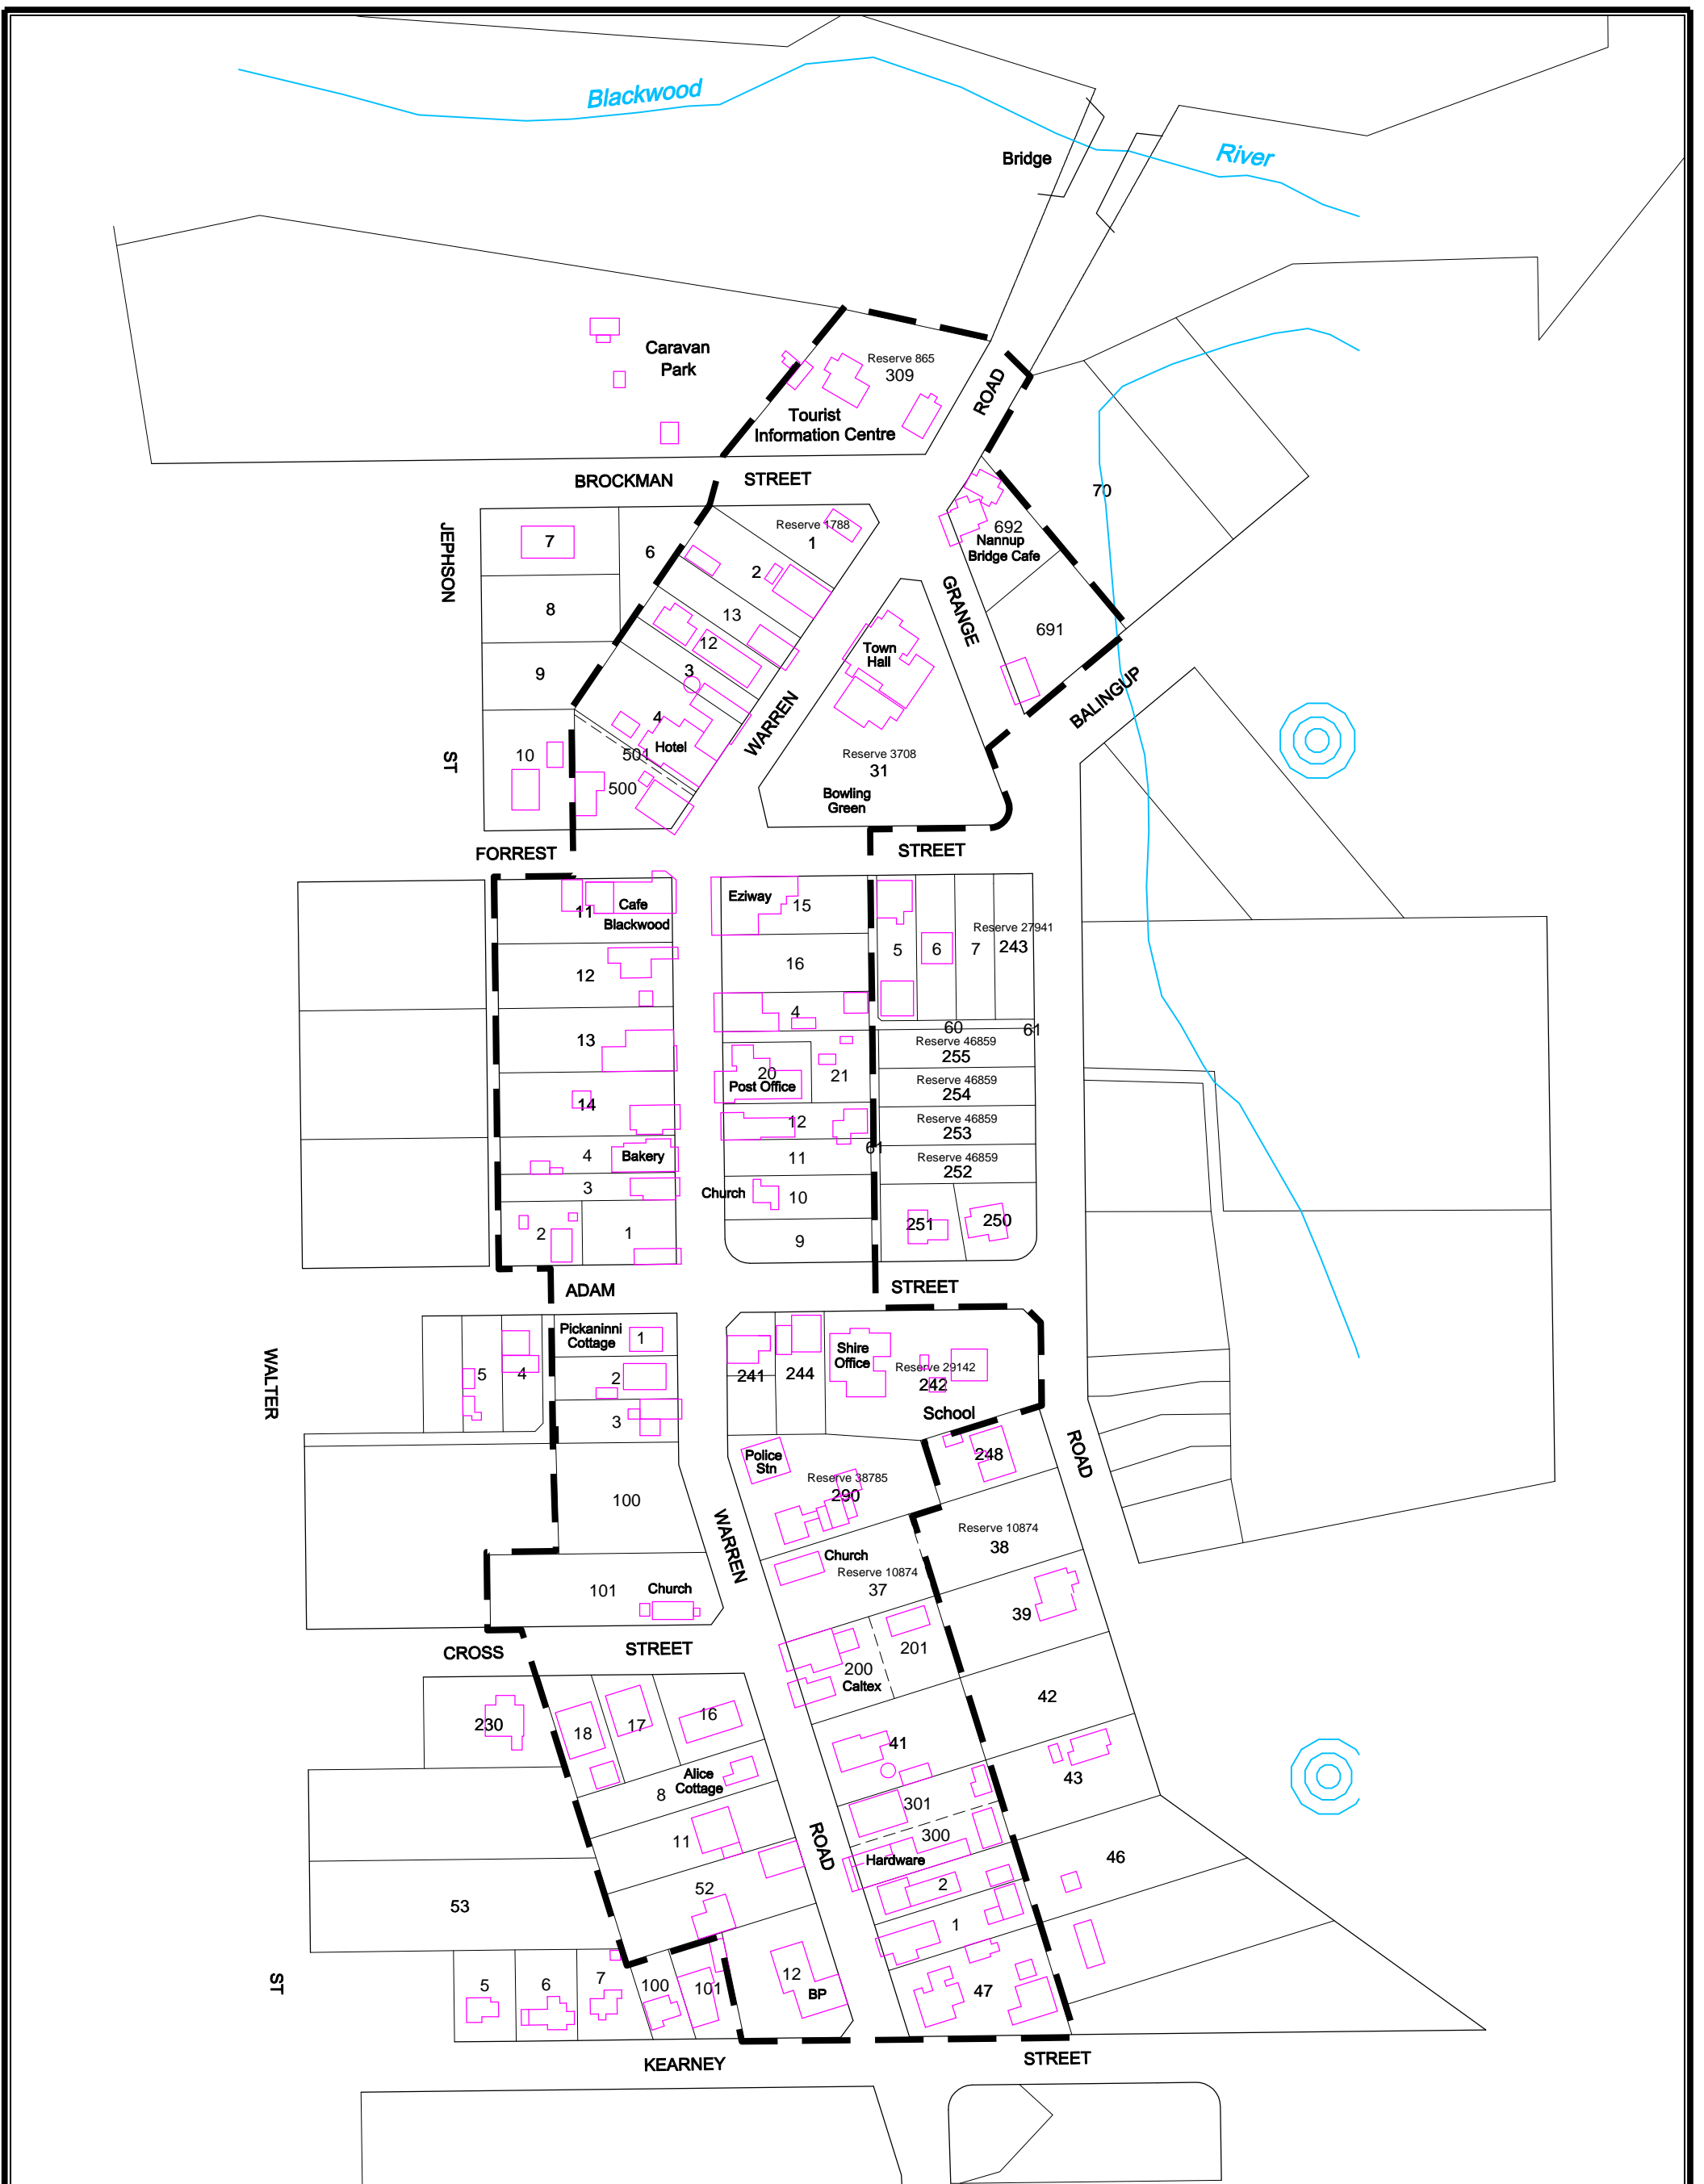 Blackwood
River
Bridge
Caravan
Park
Reserve 865
309
Tourist
Information Centre
ROAD
BROCKMAN
STREET
70
JEPHSON
7
6
Reserve 1788
1
692
Nannup
Bridge Cafe
2
8
13
GRANGE
691
12
Town
Hall
9
3
BALINGUP
4
WARREN
Hotel
ST
10
501
500
Reserve 3708
31
Bowling
Green
FORREST
STREET
Eziway
15
11
Cafe
Blackwood
5
6
7
Reserve 27941
243
12
16
4
60
61
13
Reserve 46859
255
20
21
Post Office
Reserve 46859
254
14
12
Reserve 46859
253
61
4
Bakery
11
Reserve 46859
252
3
Church
10
2
1
9
251
250
ADAM
STREET
Pickaninni
Cottage
1
WALTER
5
4
2
241
244
Shire
Office
Reserve 29142
242
3
School
Police
Stn
248
ROAD
Reserve 38785
290
100
WARREN
Reserve 10874
38
Church
Reserve 10874
37
101
Church
39
CROSS
STREET
201
200
Caltex
42
230
18
17
16
41
43
Alice
Cottage
8
301
300
11
ROAD
Hardware
46
52
2
53
1
ST
5
6
7
100
101
12
BP
47
KEARNEY
STREET